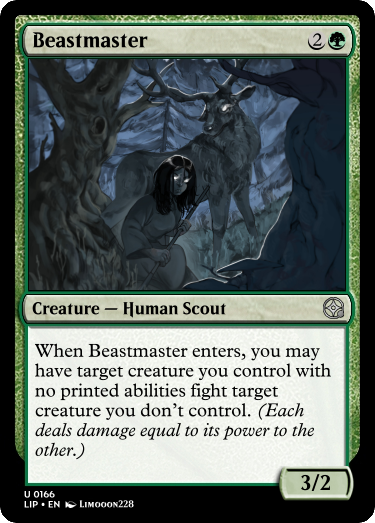 Beastmaster 2
Creature — Human Scout
When Beastmaster enters, you may
have target creature you control with
no printed abilities fight target
creature you don't control. (Each
deals damage equal to its power to the
other.)
3/2
U 0166
LIP • EN Limooon228